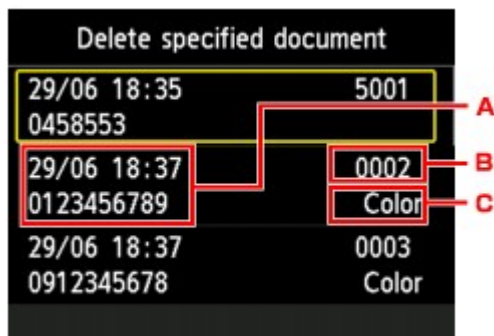 Delete specified document
29/06 18:35 5001
0458553
A
29/06 18:37 0002
B
0123456789 Color
C
29/06 18:37 0003
0912345678 Color